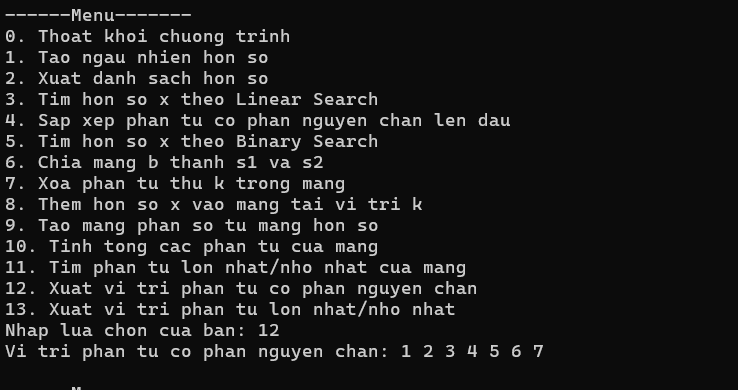 ------Menu-------
0. Thoat khoi chuong trinh
1. Tao ngau nhien hon so
2. Xuat danh sach hon so
3. Tim hon so x theo Linear Search
4. Sap xep phan tu co phan nguyen chan len dau
5. Tim hon so x theo Binary Search
6. Chia mang b thanh s1 va s2
7. Xoa phan tu thu k trong mang
8. Them hon so x vao mang tai vi tri k
9. Tao mang phan so tu mang hon so
10. Tinh tong cac phan tu cua mang
11. Tim phan tu lon nhat/nho nhat cua mang
12. Xuat vi tri phan tu co phan nguyen chan
13. Xuat vi tri phan tu lon nhat/nho nhat
Nhap lua chon cua ban: 12
Vi tri phan tu co phan nguyen chan: 1 2 3 4 5 6 7